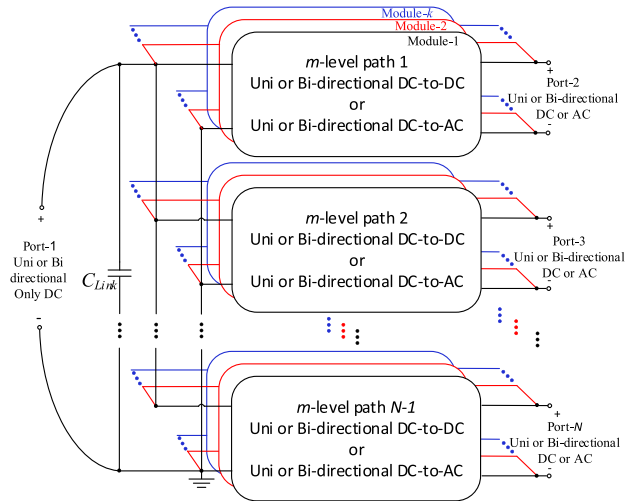 Module-k
Module-2
Module-1
m-level path 1
Uni or Bi-directional DC-to-DC
or
Uni or Bi-directional DC-to-AC
+
Port-2
Uni or Bi-directional
DC or AC
-
m-level path 2
Uni or Bi-directional DC-to-DC
or
Uni or Bi-directional DC-to-AC
+
Port-3
Uni or Bi-directional
DC or AC
-
+
Port-1
Uni or Bi
directional
Only DC
-
CLink
m-level path N-1
Uni or Bi-directional DC-to-DC
or
Uni or Bi-directional DC-to-AC
+
Port-N
Uni or Bi-directional
DC or AC
-